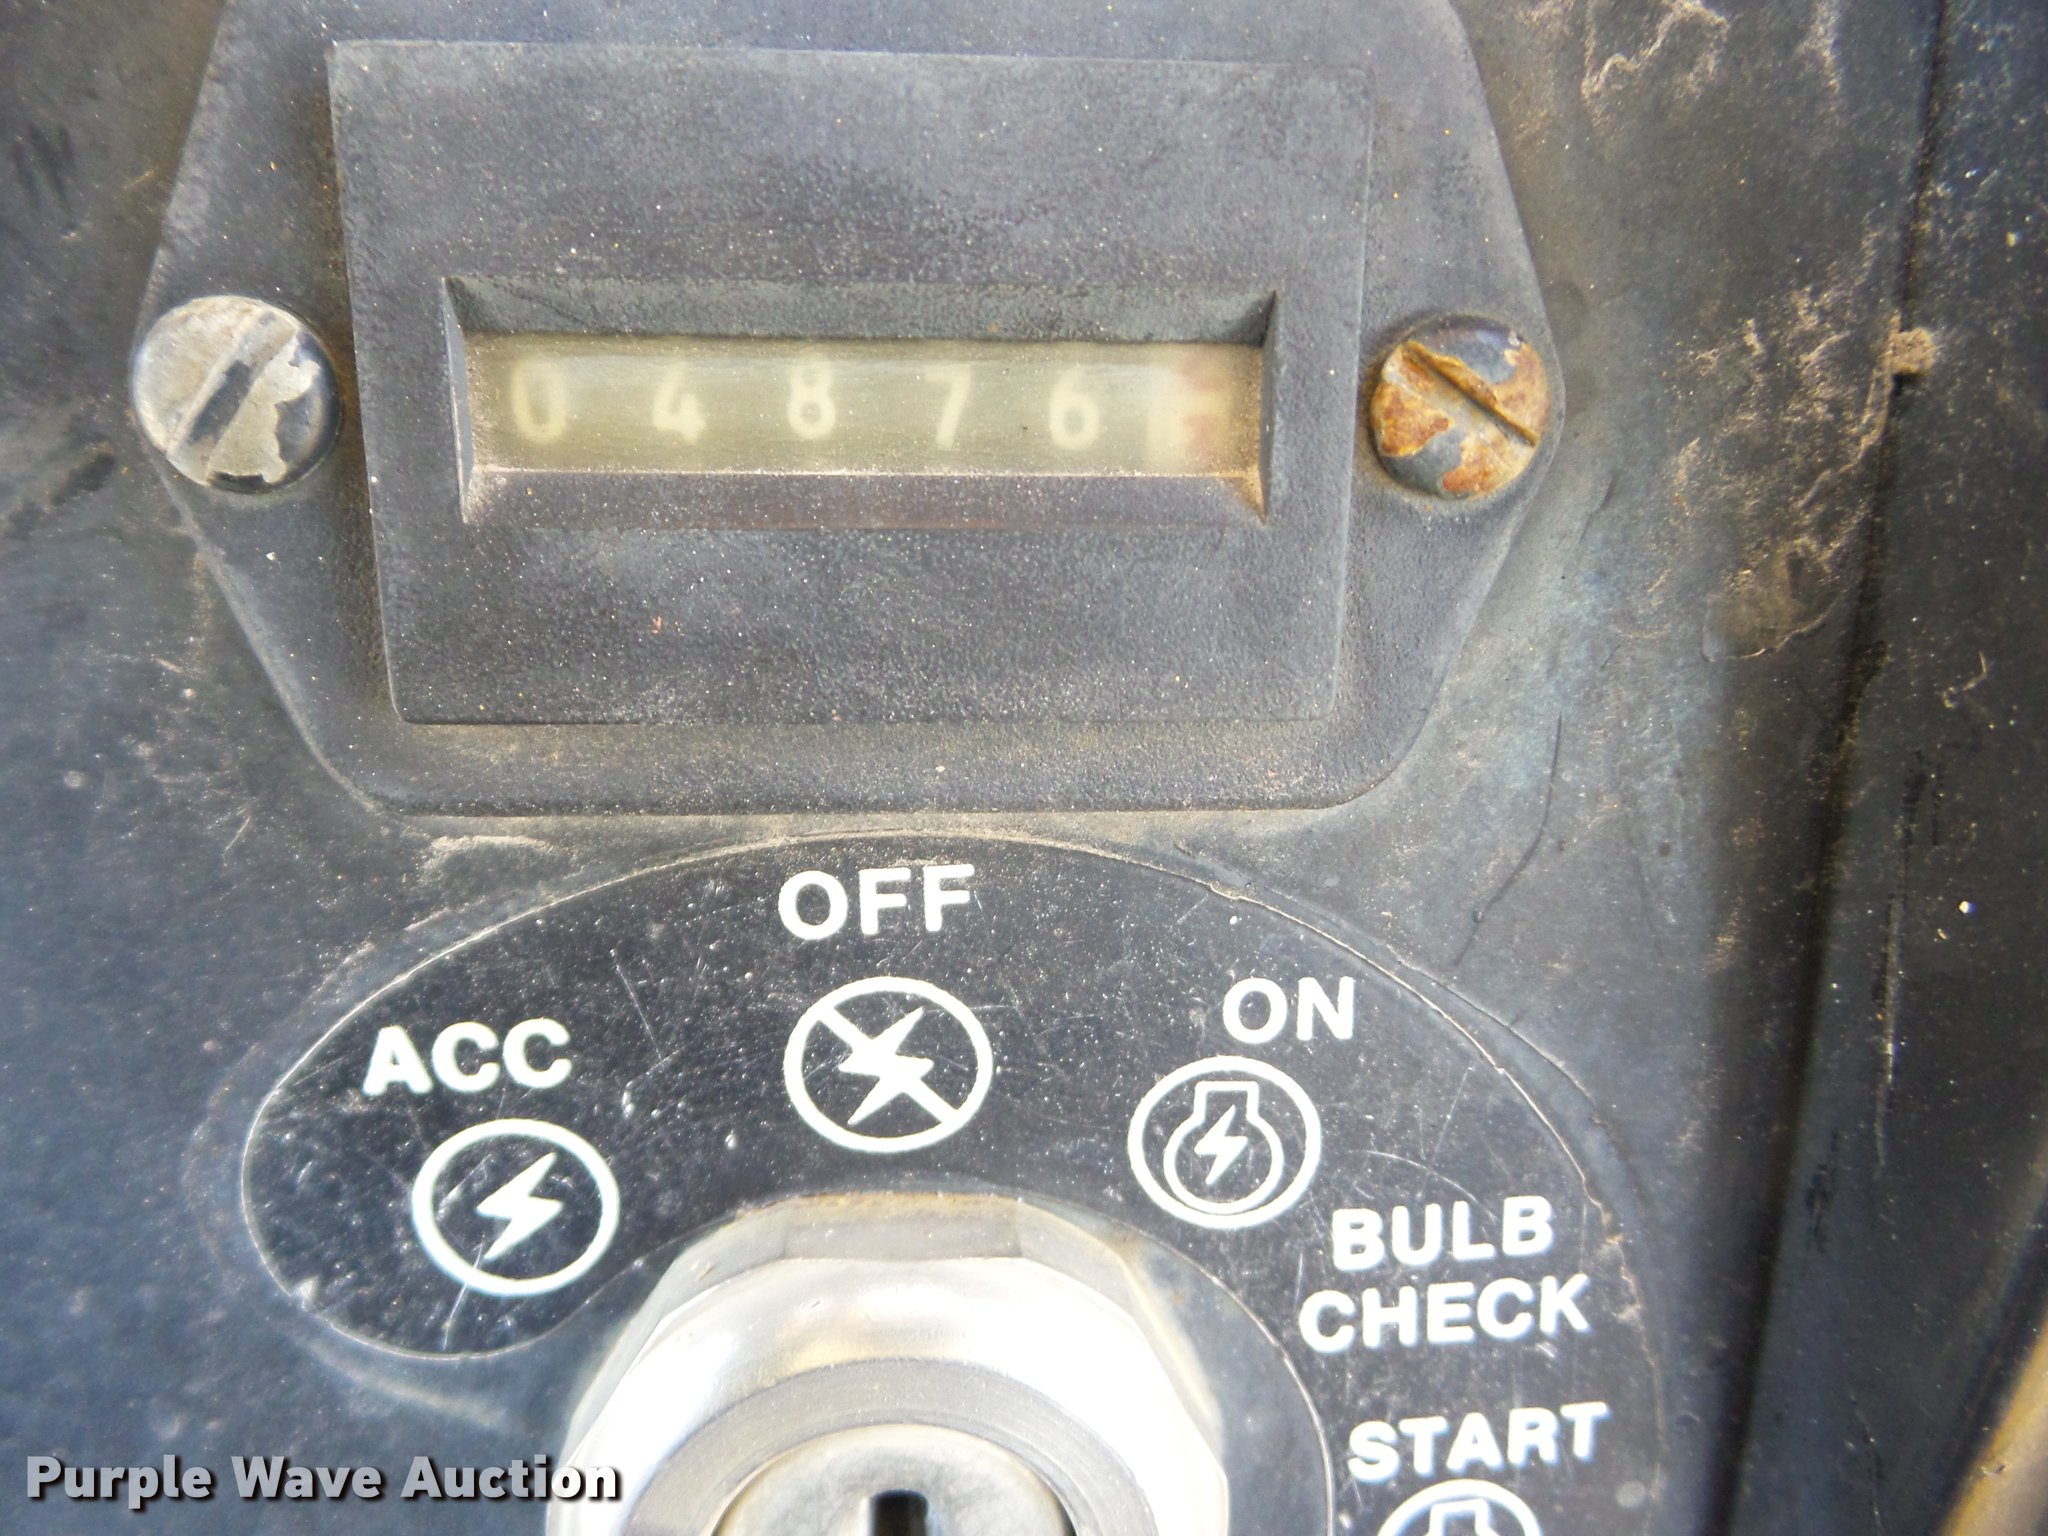 04876
OFF
ON
ACC
BULB
CHECK
START
Purple Wave Auction